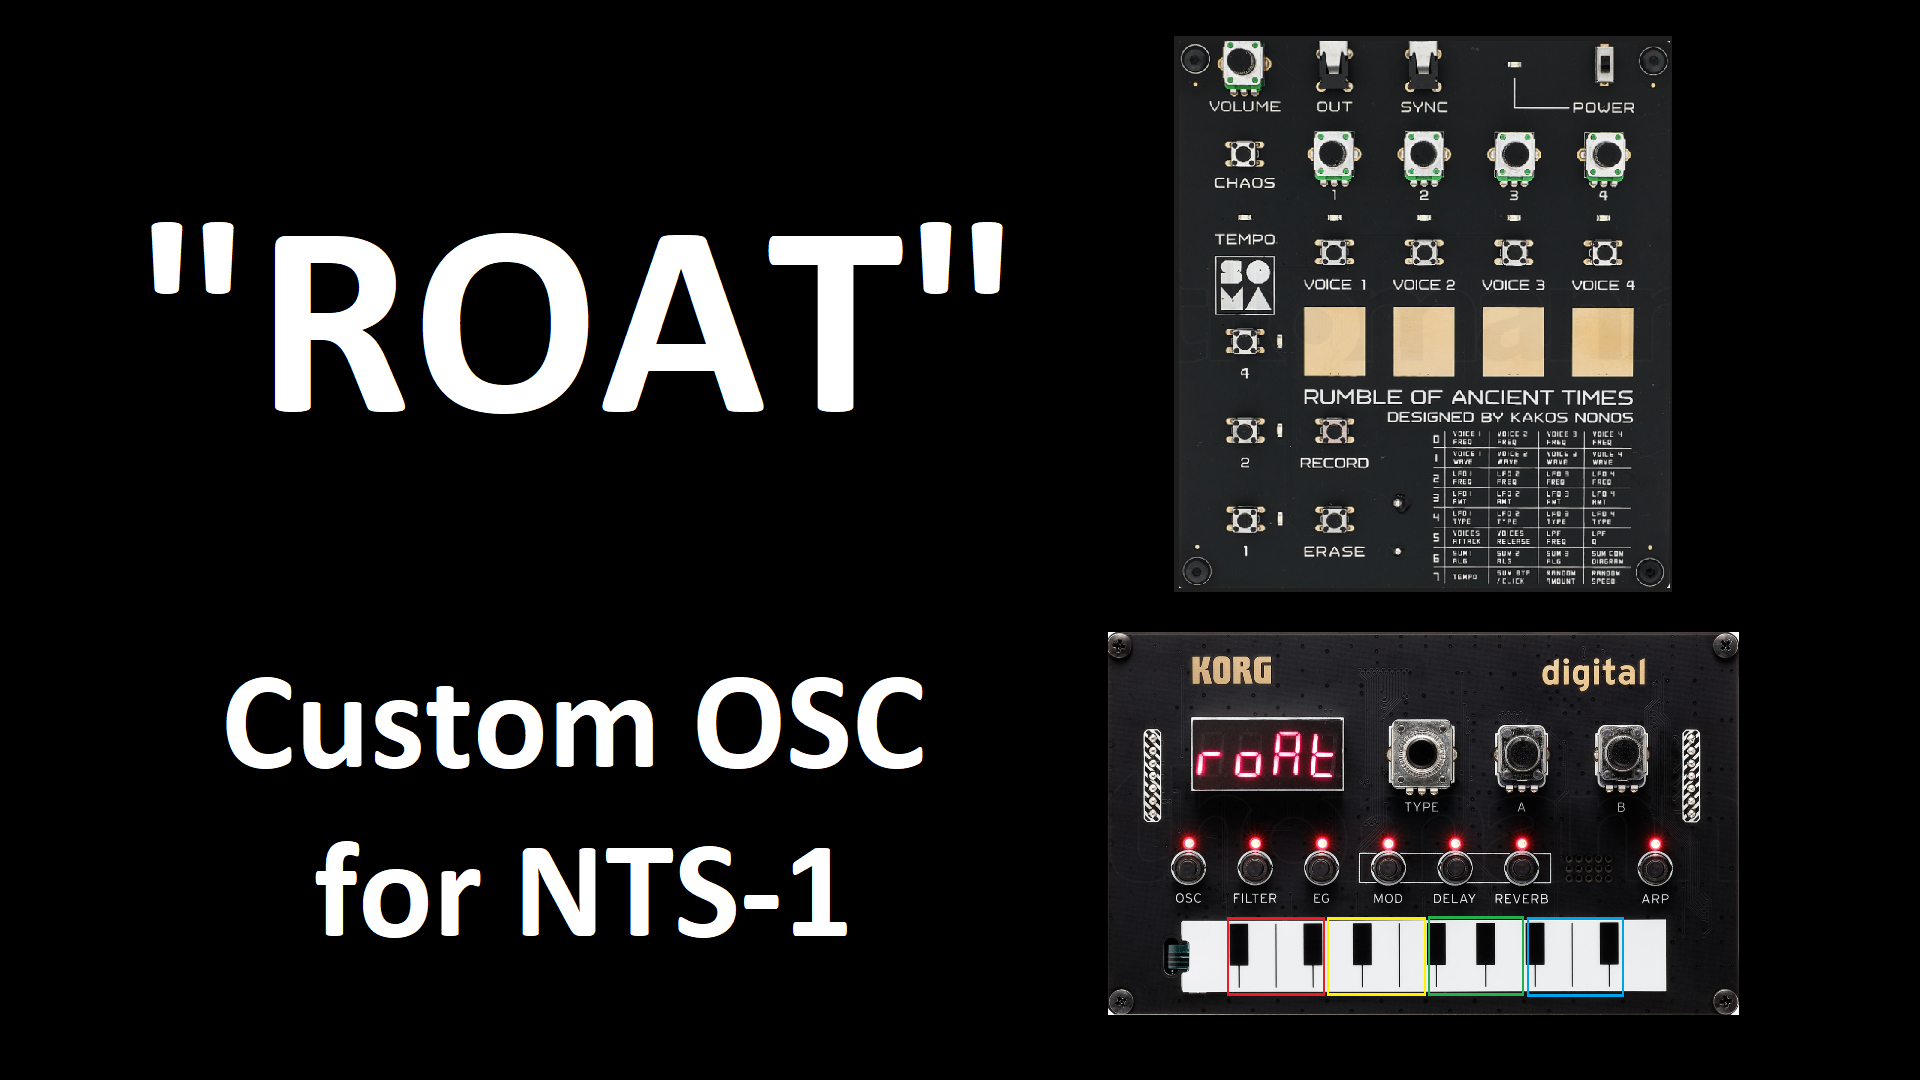 "ROAT"
Custom OSC
for NTS-1
VOLUME OUT SYNC POWER
CHAOS 1 2 3 4
TEMPO
SOMA
VOICE 1 VOICE 2 VOICE 3 VOICE 4
4
RUMBLE OF ANCIENT TIMES
DESIGNED BY KAKOS NONOS
2 RECORD
1 ERASE
0 VOICE 1 FREQ VOICE 2 FREQ VOICE 3 FREQ VOICE 4 FREQ
1 VOICE 1 WAVE VOICE 2 WAVE VOICE 3 WAVE VOICE 4 WAVE
2 LFO 1 FREQ LFO 2 FREQ LFO 3 FREQ LFO 4 FREQ
3 LFO 1 AMT LFO 2 AMT LFO 3 AMT LFO 4 AMT
4 LFO 1 TYPE LFO 2 TYPE LFO 3 TYPE LFO 4 TYPE
5 VOICES ATTACK VOICES RELEASE LPF FREQ LPF Q
6 SUM 1 ALG SUM 2 ALG SUM 3 ALG SUM CON DIAGRAM
7 TEMPO SUM /CLICK RANDOM AMOUNT RANDOM SPEED
KORG digital
roAt
TYPE A B
OSC FILTER EG MOD DELAY REVERB ARP